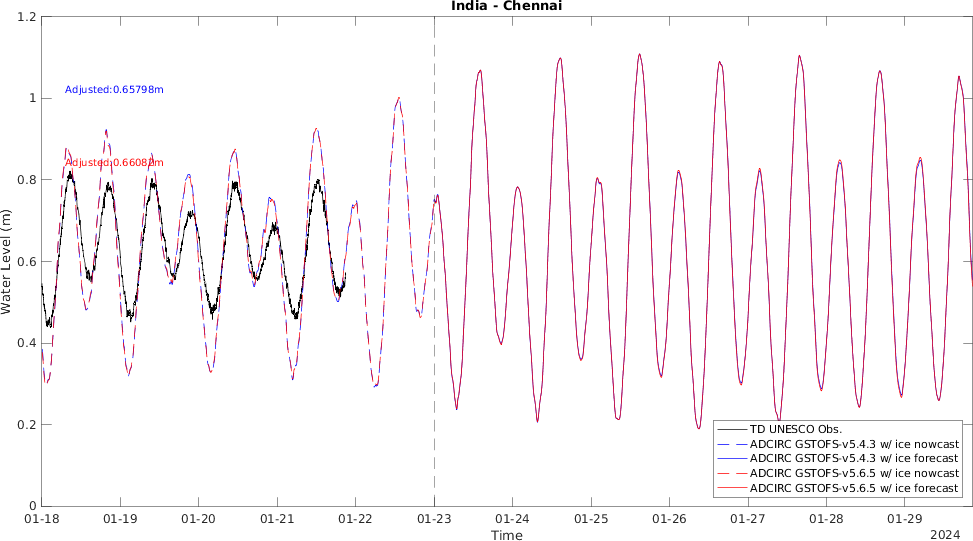 India - Chennai
1.2
1
0.8
0.6
0.4
0.2
0
Water Level (m)
Adjusted:0.65798m
Adjusted:0.66082m
TD UNESCO Obs.
ADCIRC GSTOFS-v5.4.3 w/ ice nowcast
ADCIRC GSTOFS-v5.4.3 w/ ice forecast
ADCIRC GSTOFS-v5.6.5 w/ ice nowcast
ADCIRC GSTOFS-v5.6.5 w/ ice forecast
01-18 01-19 01-20 01-21 01-22 01-23 01-24 01-25 01-26 01-27 01-28 01-29
Time
2024